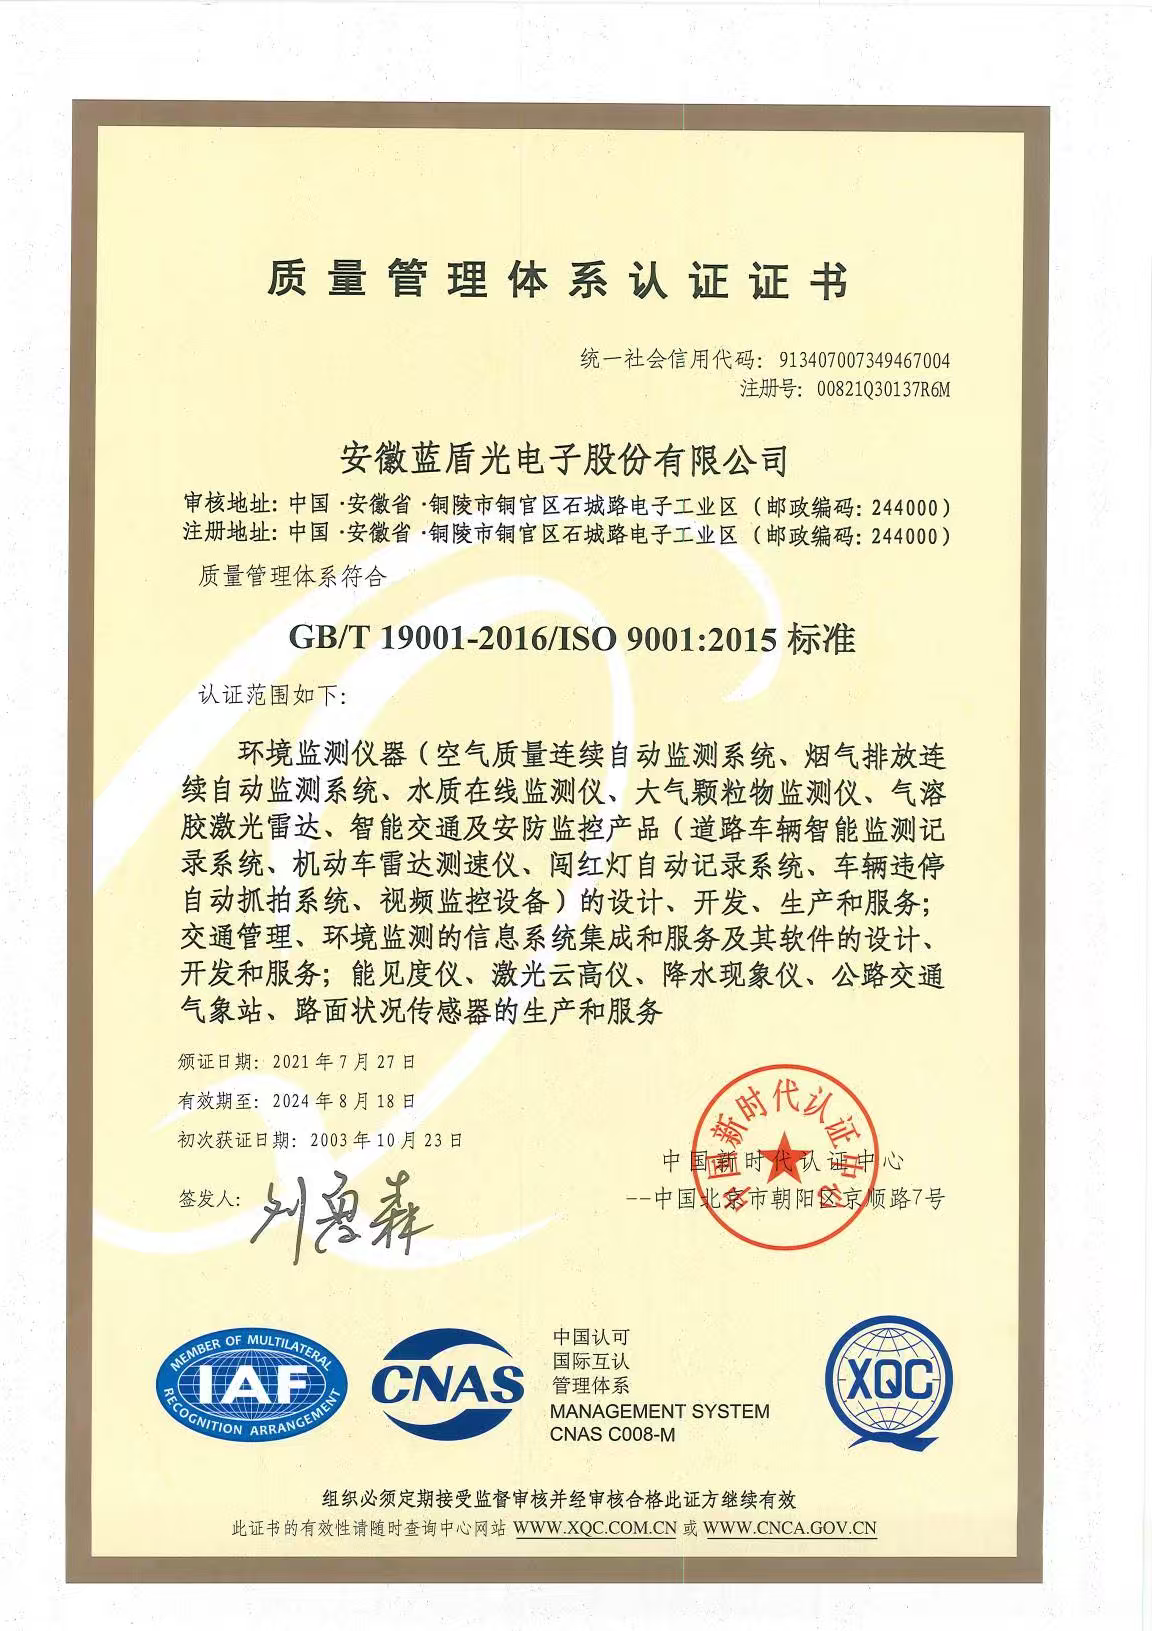 质量管理体系认证证书
统一社会信用代码：913407007349467004
注册号：00821Q30137R6M
安徽蓝盾光电子股份有限公司
审核地址：中国·安徽省·铜陵市铜官区石城路电子工业区（邮政编码：244000）
注册地址：中国·安徽省·铜陵市铜官区石城路电子工业区（邮政编码：244000）
质量管理体系符合
GB/T 19001-2016/ISO 9001:2015 标准
认证范围如下：
环境监测仪器（空气质量连续自动监测系统、烟气排放连
续自动监测系统、水质在线监测仪、大气颗粒物监测仪、气溶
胶激光雷达、智能交通及安防监控产品（道路车辆智能监测记
录系统、机动车雷达测速仪、闯红灯自动记录系统、车辆违停
自动抓拍系统、视频监控设备）的设计、开发、生产和服务；
交通管理、环境监测的信息系统集成和服务及其软件的设计、
开发和服务；能见度仪、激光云高仪、降水现象仪、公路交通
气象站、路面状况传感器的生产和服务
颁证日期：2021年7月27日
有效期至：2024年8月18日
初次获证日期：2003年10月23日
签发人：
中国新时代认证中心
中国新时代认证中心
--中国北京市朝阳区京顺路7号
MEMBER OF MULTILATERAL
IAF
RECOGNITION ARRANGEMENT
CNAS
中国认可
国际互认
管理体系
MANAGEMENT SYSTEM
CNAS C008-M
XQC
组织必须定期接受监督审核并经审核合格此证方继续有效
此证书的有效性请随时查询中心网站 WWW.XQC.COM.CN 或 WWW.CNCA.GOV.CN